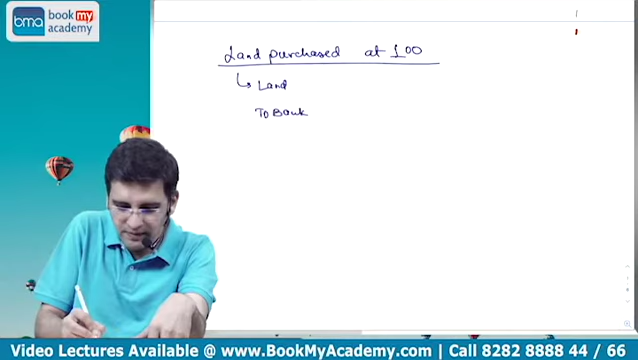 bma
book my
academy
Land purchased at 100
↳ Land
To Bank
Video Lectures Available @ www.BookMyAcademy.com | Call 8282 8888 44 / 66